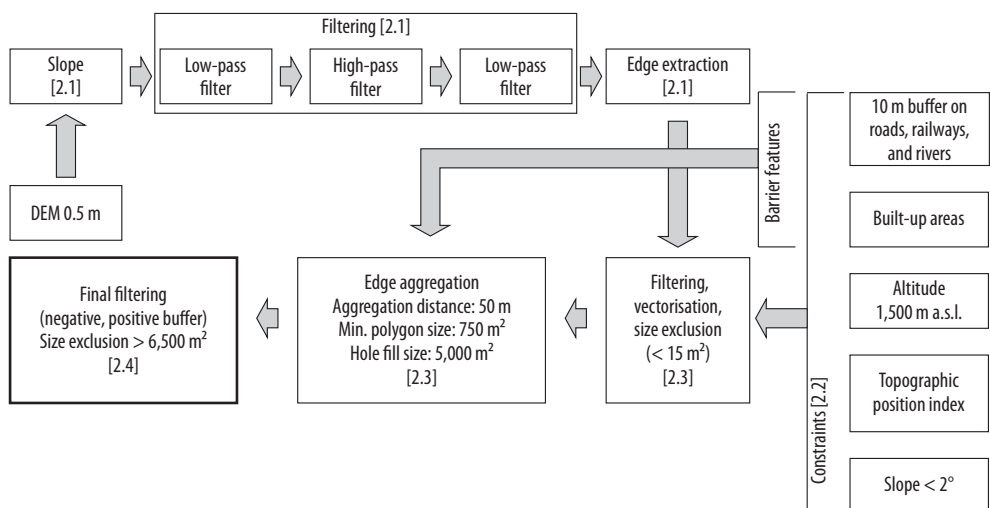 Filtering [2.1]
Slope
[2.1]
Low-pass
filter
High-pass
filter
Low-pass
filter
Edge extraction
[2.1]
DEM 0.5 m
Barrier features
10 m buffer on
roads, railways,
and rivers
Built-up areas
Altitude
1,500 m a.s.l.
Topographic
position index
Slope < 2°
Constraints [2.2]
Filtering,
vectorisation,
size exclusion
(< 15 m²)
[2.3]
Edge aggregation
Aggregation distance: 50 m
Min. polygon size: 750 m²
Hole fill size: 5,000 m²
[2.3]
Final filtering
(negative, positive buffer)
Size exclusion > 6,500 m²
[2.4]